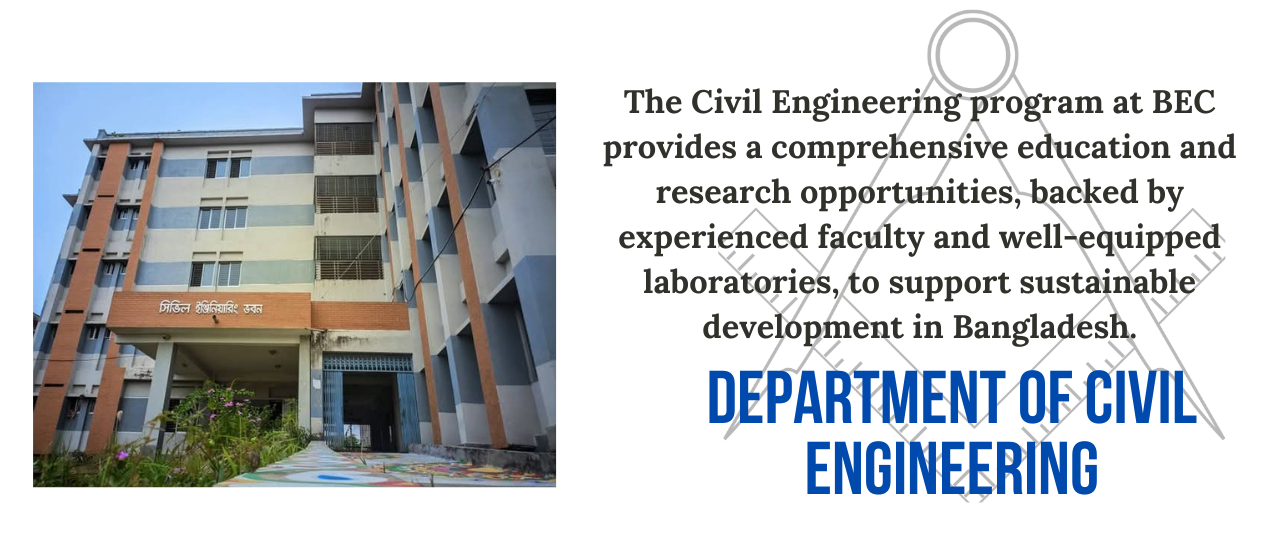 সিভিল ইঞ্জিনিয়ারিং ভবন
The Civil Engineering program at BEC
provides a comprehensive education and
research opportunities, backed by
experienced faculty and well-equipped
laboratories, to support sustainable
development in Bangladesh.
DEPARTMENT OF CIVIL
ENGINEERING